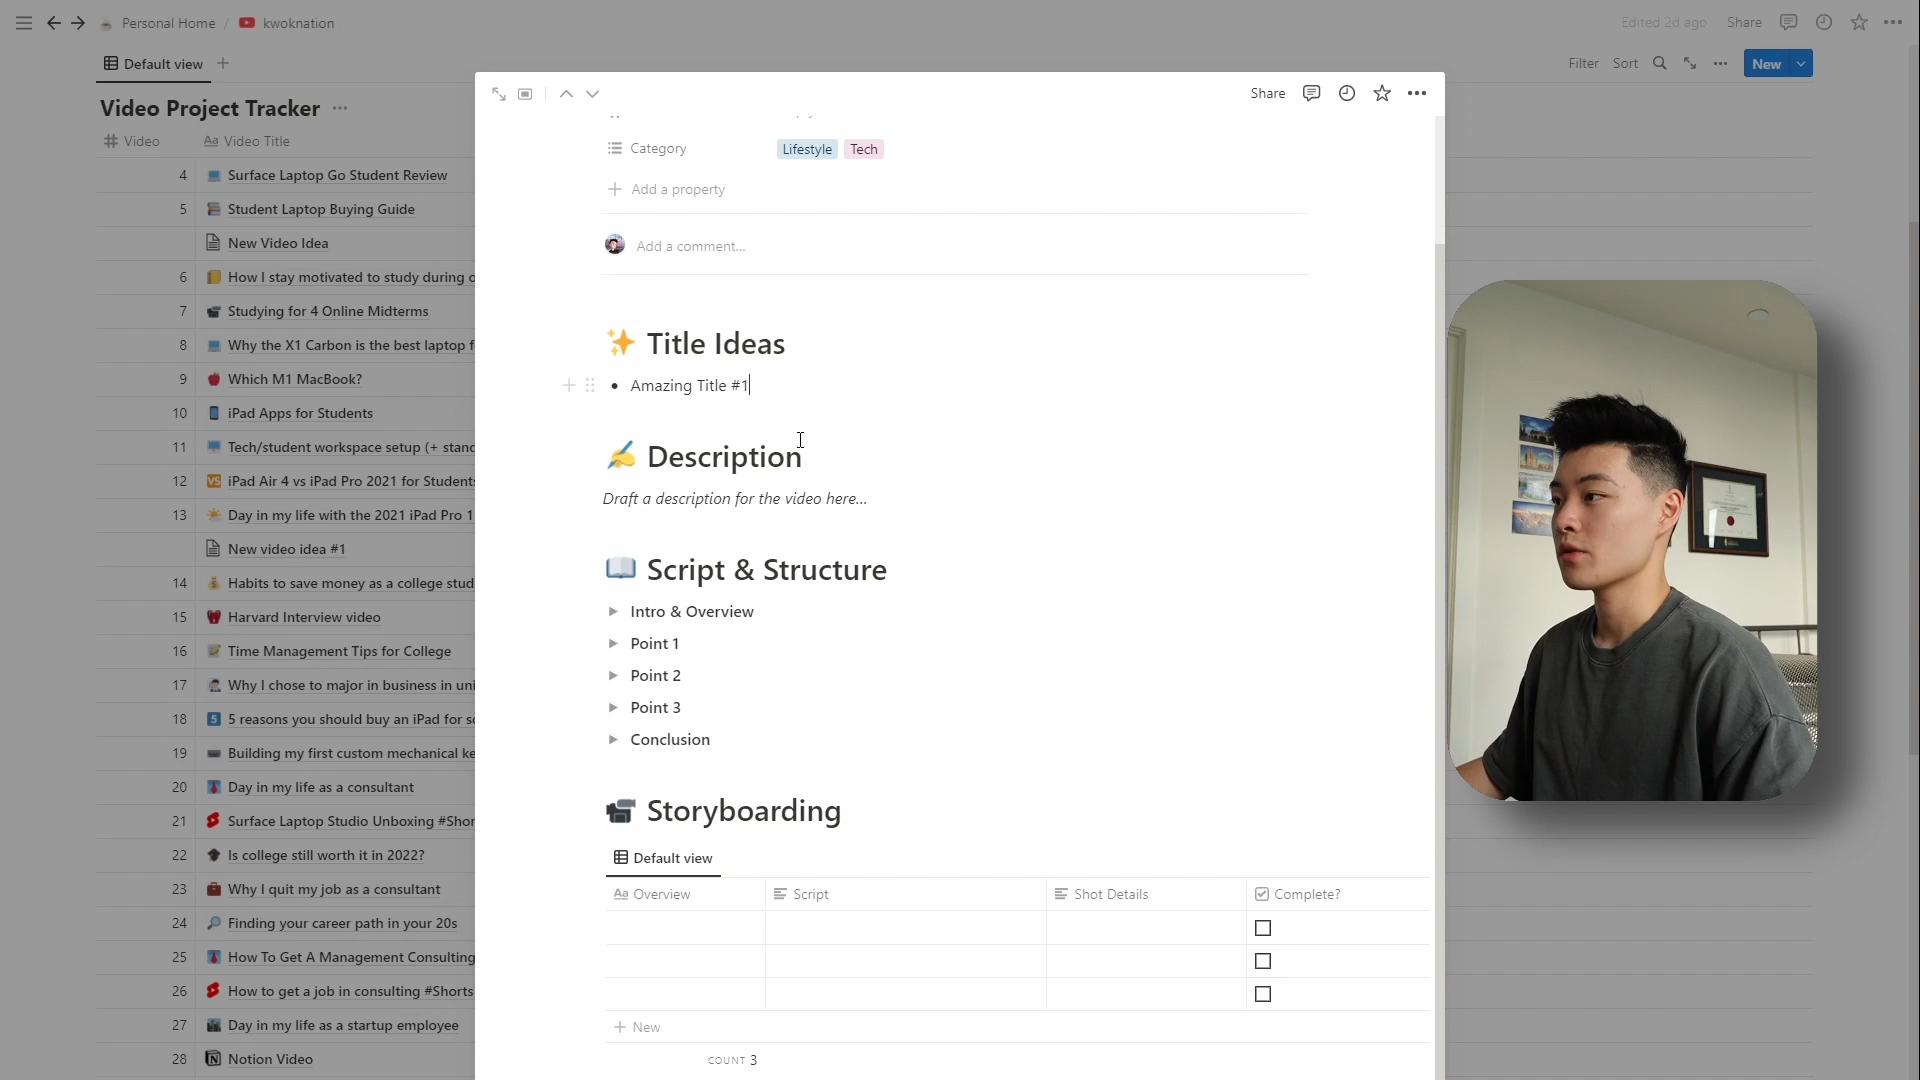 Personal Home / kwoknation
Edited 2d ago Share
Default view
Filter Sort New
Video Project Tracker
Video Video Title
4 Surface Laptop Go Student Review
5 Student Laptop Buying Guide
New Video Idea
6 How I stay motivated to study during o
7 Studying for 4 Online Midterms
8 Why the X1 Carbon is the best laptop f
9 Which M1 MacBook?
10 iPad Apps for Students
11 Tech/student workspace setup (+ stand
12 iPad Air 4 vs iPad Pro 2021 for Students
13 Day in my life with the 2021 iPad Pro 1
New video idea #1
14 Habits to save money as a college stud
15 Harvard Interview video
16 Time Management Tips for College
17 Why I chose to major in business in uni
18 5 reasons you should buy an iPad for sc
19 Building my first custom mechanical ke
20 Day in my life as a consultant
21 Surface Laptop Studio Unboxing #Shor
22 Is college still worth it in 2022?
23 Why I quit my job as a consultant
24 Finding your career path in your 20s
25 How To Get A Management Consulting
26 How to get a job in consulting #Shorts
27 Day in my life as a startup employee
28 Notion Video
Share
Category Lifestyle Tech
Add a property
Add a comment...
Title Ideas
Amazing Title #1
Description
Draft a description for the video here...
Script & Structure
Intro & Overview
Point 1
Point 2
Point 3
Conclusion
Storyboarding
Default view
Overview Script Shot Details Complete?
New
COUNT 3